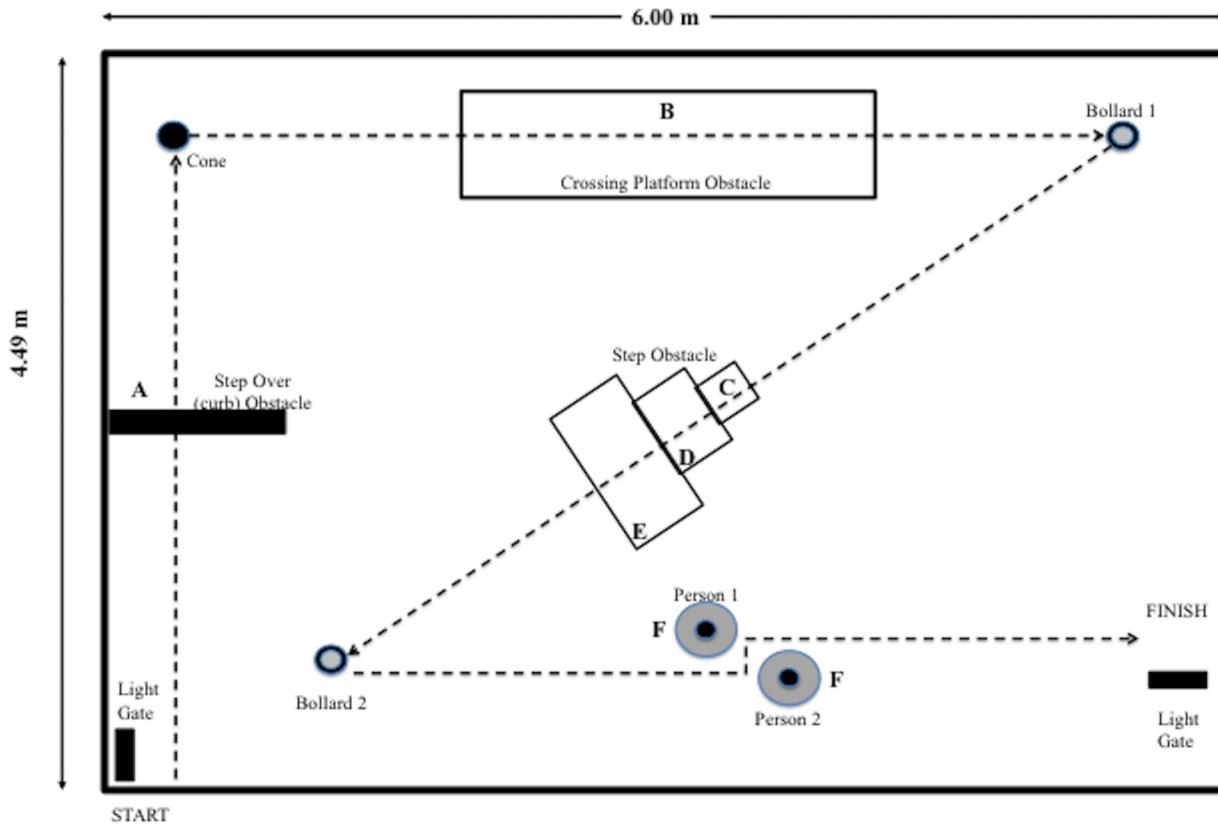 6.00 m
B
Bollard 1
Cone
Crossing Platform Obstacle
4.49 m
Step Obstacle
A
Step Over
(curb) Obstacle
C
D
E
Person 1
FINISH
F
F
Light
Gate
Bollard 2
Person 2
Light
Gate
START